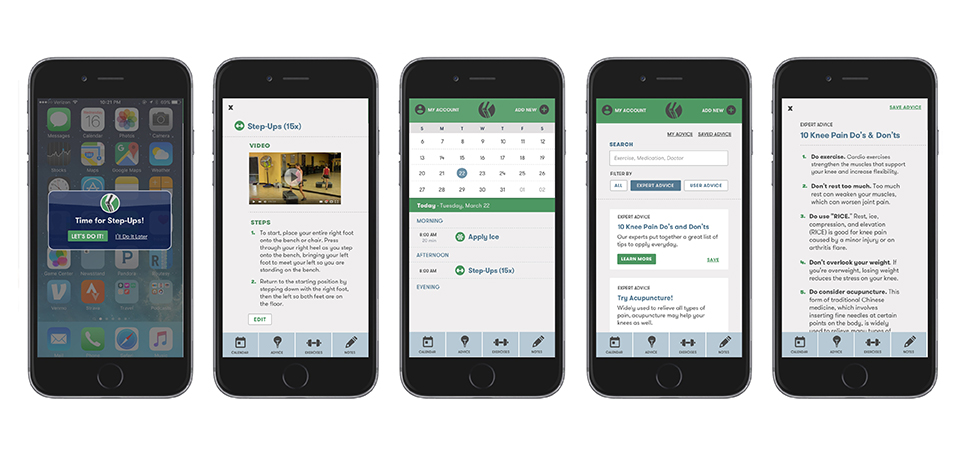 Verizon
10:21 PM
Messages
Calendar
Photos
Camera
Stocks
Maps
Google Maps
Weather
Time for Step-Ups!
LET'S DO IT!
I'll Do It Later
Game Center
Newsstand
Pandora
Venmo
Strava
Travel
Phone
Mail
Safari
Music
X
Step-Ups (15x)
VIDEO
STEPS
1. To start, place your entire right foot
onto the bench or chair. Press
through your right heel as you step
onto the bench, bringing your left
foot to meet your left so you are
standing on the bench.
2. Return to the starting position by
stepping down with the right foot,
then the left so both feet are on
the floor.
EDIT
CALENDAR
ADVICE
EXERCISES
NOTES
MY ACCOUNT
ADD NEW
S M T W T F S
6 7 8 9 10 11 12
13 14 15 16 17 18 19
20 21 22 23 24 25 26
27 28 29 30 31 01 02
Today - Tuesday, March 22
MORNING
8:00 AM
20 min
Apply Ice
AFTERNOON
8:00 AM
Step-Ups (15x)
EVENING
CALENDAR
ADVICE
EXERCISES
NOTES
MY ACCOUNT
ADD NEW
MY ADVICE
SAVED ADVICE
SEARCH
Exercise, Medication, Doctor
FILTER BY
ALL
EXPERT ADVICE
USER ADVICE
EXPERT ADVICE
10 Knee Pain Do's and Don'ts
Our experts put together a great list of
tips to apply everyday.
LEARN MORE
SAVE
EXPERT ADVICE
Try Acupuncture!
Widely used to relieve all types of
pain, acupuncture may help your
knees as well.
CALENDAR
ADVICE
EXERCISES
NOTES
X
SAVE ADVICE
EXPERT ADVICE
10 Knee Pain Do's & Don'ts
1. Do exercise. Cardio exercises
strengthen the muscles that support
your knee and increase flexibility.
2. Don't rest too much. Too much
rest can weaken your muscles,
which can worsen joint pain.
3. Do use "RICE." Rest, ice,
compression, and elevation
(RICE) is good for knee pain
caused by a minor injury or an
arthritis flare.
4. Don't overlook your weight. If
you're overweight, losing weight
reduces the stress on your knee.
5. Do consider acupuncture. This
form of traditional Chinese
medicine, which involves
inserting fine needles at certain
points on the body, is widely
used to relieve many types of
CALENDAR
ADVICE
EXERCISES
NOTES